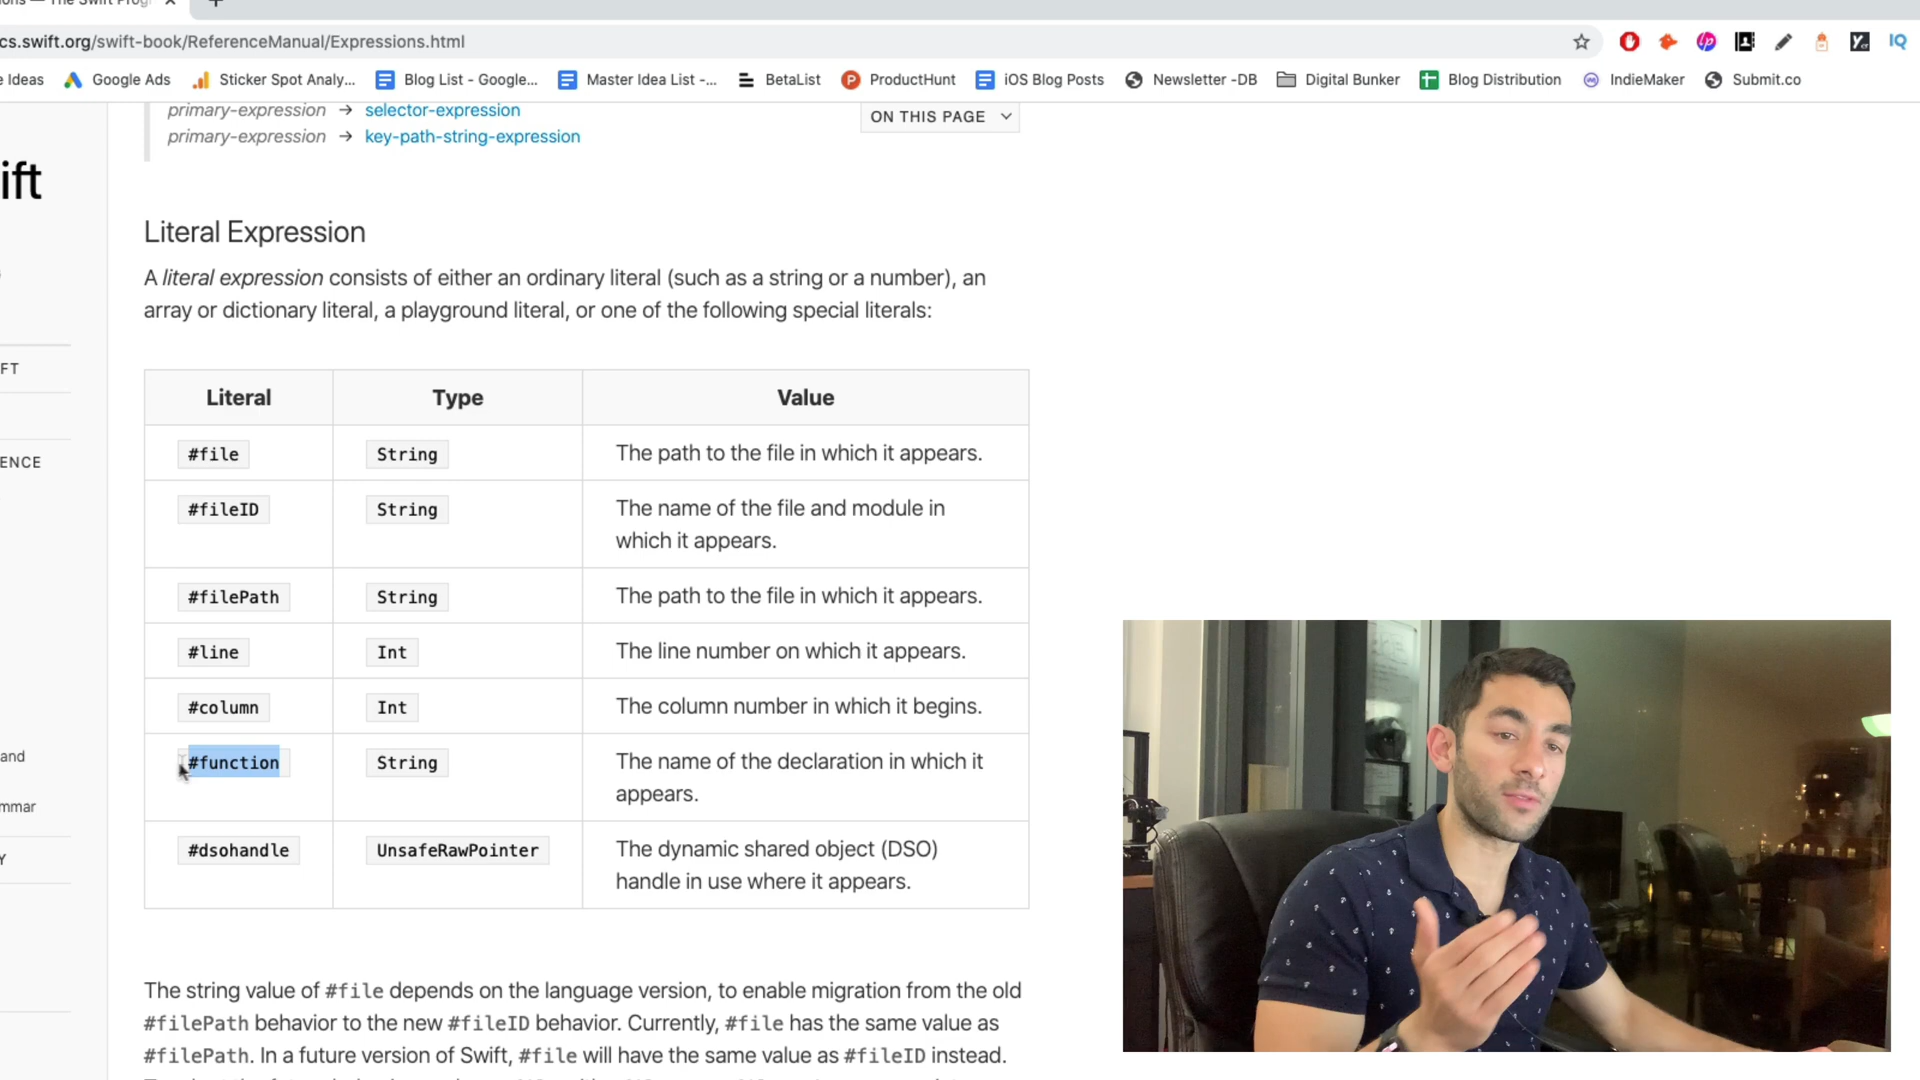 cs.swift.org/swift-book/ReferenceManual/Expressions.html
IQ
e Ideas Google Ads Sticker Spot Analy... Blog List - Google... Master Idea List -... BetaList ProductHunt iOS Blog Posts Newsletter -DB Digital Bunker Blog Distribution IndieMaker Submit.co
primary-expression → selector-expression
primary-expression → key-path-string-expression
ON THIS PAGE
ift
FT
ENCE
and
mmar
Y
Literal Expression
A literal expression consists of either an ordinary literal (such as a string or a number), an
array or dictionary literal, a playground literal, or one of the following special literals:
Literal Type Value
#file String The path to the file in which it appears.
#fileID String The name of the file and module in
which it appears.
#filePath String The path to the file in which it appears.
#line Int The line number on which it appears.
#column Int The column number in which it begins.
#function String The name of the declaration in which it
appears.
#dsohandle UnsafeRawPointer The dynamic shared object (DSO)
handle in use where it appears.
The string value of #file depends on the language version, to enable migration from the old
#filePath behavior to the new #fileID behavior. Currently, #file has the same value as
#filePath. In a future version of Swift, #file will have the same value as #fileID instead.